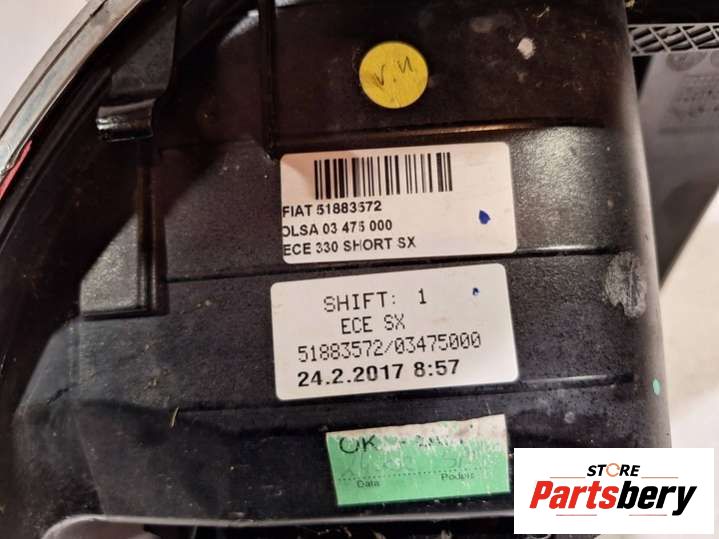 V.U
FIAT 51883572
OLSA 03 475 000
ECE 330 SHORT SX
SHIFT: 1
ECE SX
51883572/03475000
24.2.2017 8:57
OK
Data
Podpis
STORE
Partsbery